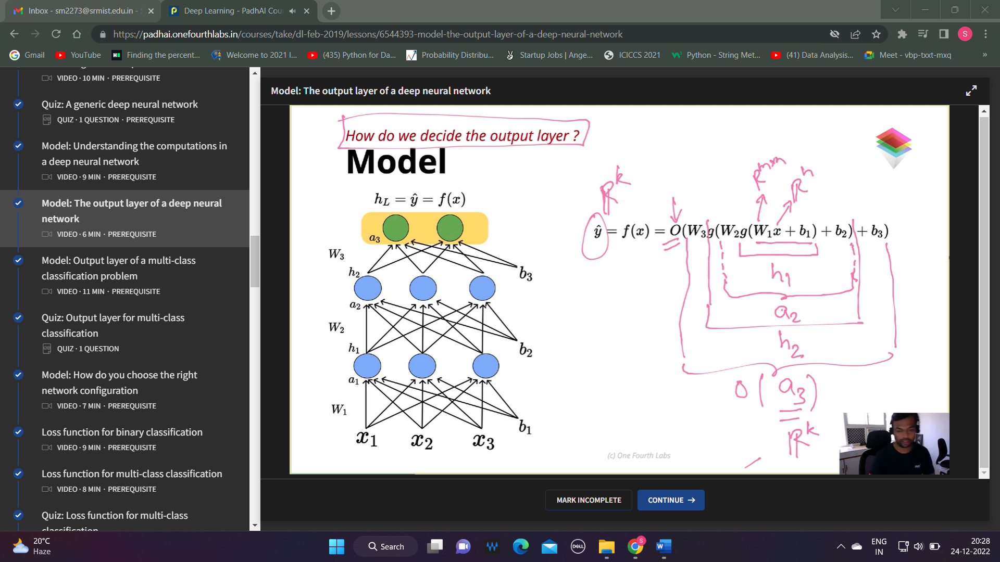 Inbox - sm2273@srmist.edu.in -
Deep Learning - PadhAI Cou
https://padhai.onefourthlabs.in/courses/take/dl-feb-2019/lessons/6544393-model-the-output-layer-of-a-deep-neural-network
S
Gmail
YouTube
Finding the percent...
Welcome to 2021 I...
(435) Python for Da...
Probability Distribu...
Startup Jobs | Ange...
ICICCS 2021
Python - String Met...
(41) Data Analysis...
Meet - vbp-txxt-mxq
»
VIDEO · 10 MIN · PREREQUISITE
Quiz: A generic deep neural network
QUIZ · 1 QUESTION · PREREQUISITE
Model: Understanding the computations in
a deep neural network
VIDEO · 9 MIN · PREREQUISITE
Model: The output layer of a deep neural
network
VIDEO · 6 MIN · PREREQUISITE
Model: Output layer of a multi-class
classification problem
VIDEO · 11 MIN · PREREQUISITE
Quiz: Output layer for multi-class
classification
QUIZ · 1 QUESTION
Model: How do you choose the right
network configuration
VIDEO · 7 MIN · PREREQUISITE
Loss function for binary classification
VIDEO · 9 MIN · PREREQUISITE
Loss function for multi-class classification
VIDEO · 8 MIN · PREREQUISITE
Quiz: Loss function for multi-class
classification
Model: The output layer of a deep neural network
How do we decide the output layer ?
Model
h_L = ŷ = f(x)
a_3
W_3
h_2
b_3
a_2
W_2
h_1
b_2
a_1
W_1
b_1
x_1 x_2 x_3
R^k
R^{n×n}
R^n
ŷ = f(x) = O(W_3g(W_2g(W_1x + b_1) + b_2) + b_3)
h_1
a_2
h_2
O(a_3)
R^k
(c) One Fourth Labs
MARK INCOMPLETE
CONTINUE →
20°C
Haze
Search
DELL
S
W
ENG
IN
20:28
24-12-2022